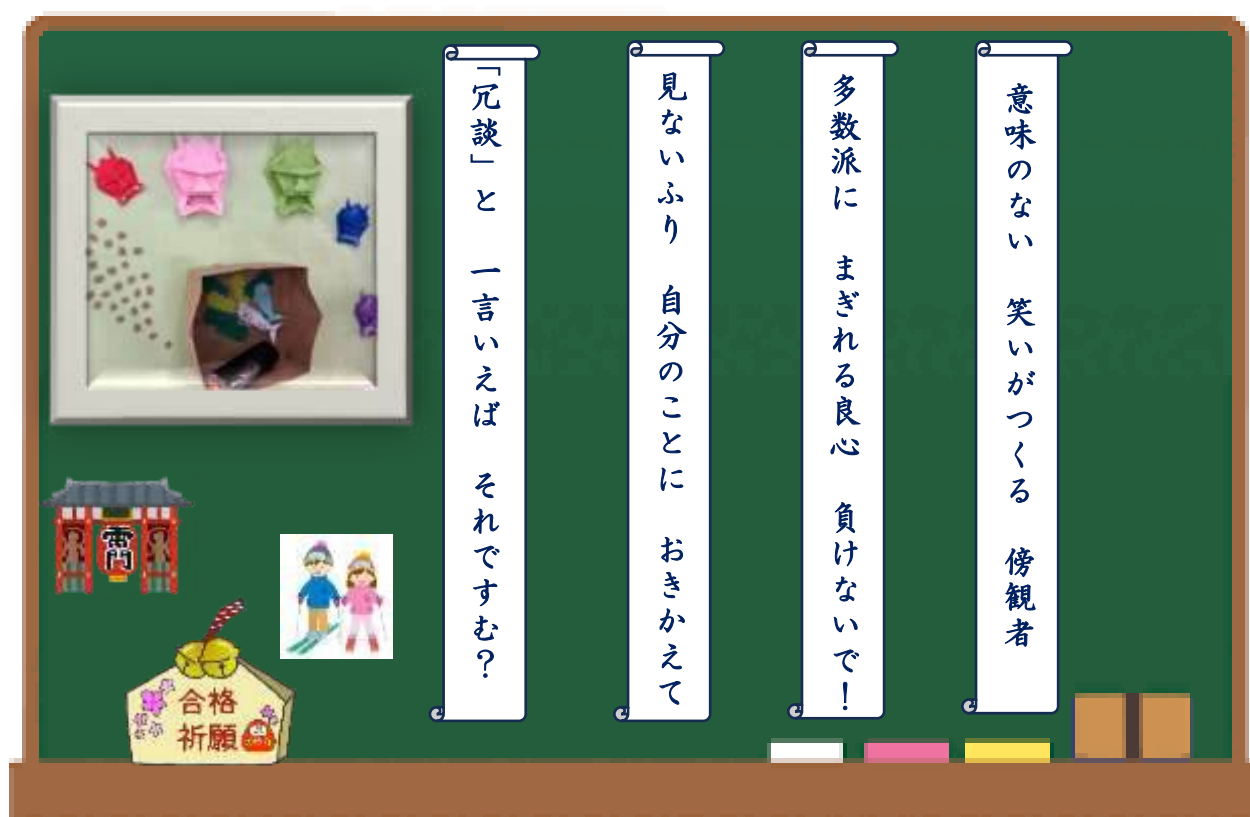 意味のない　笑いがつくる　傍観者
多数派に　まぎれる良心　負けないで！
見ないふり　自分のことに　おきかえて
「冗談」と　一言いえば　それですむ？
雷門
合格
祈願